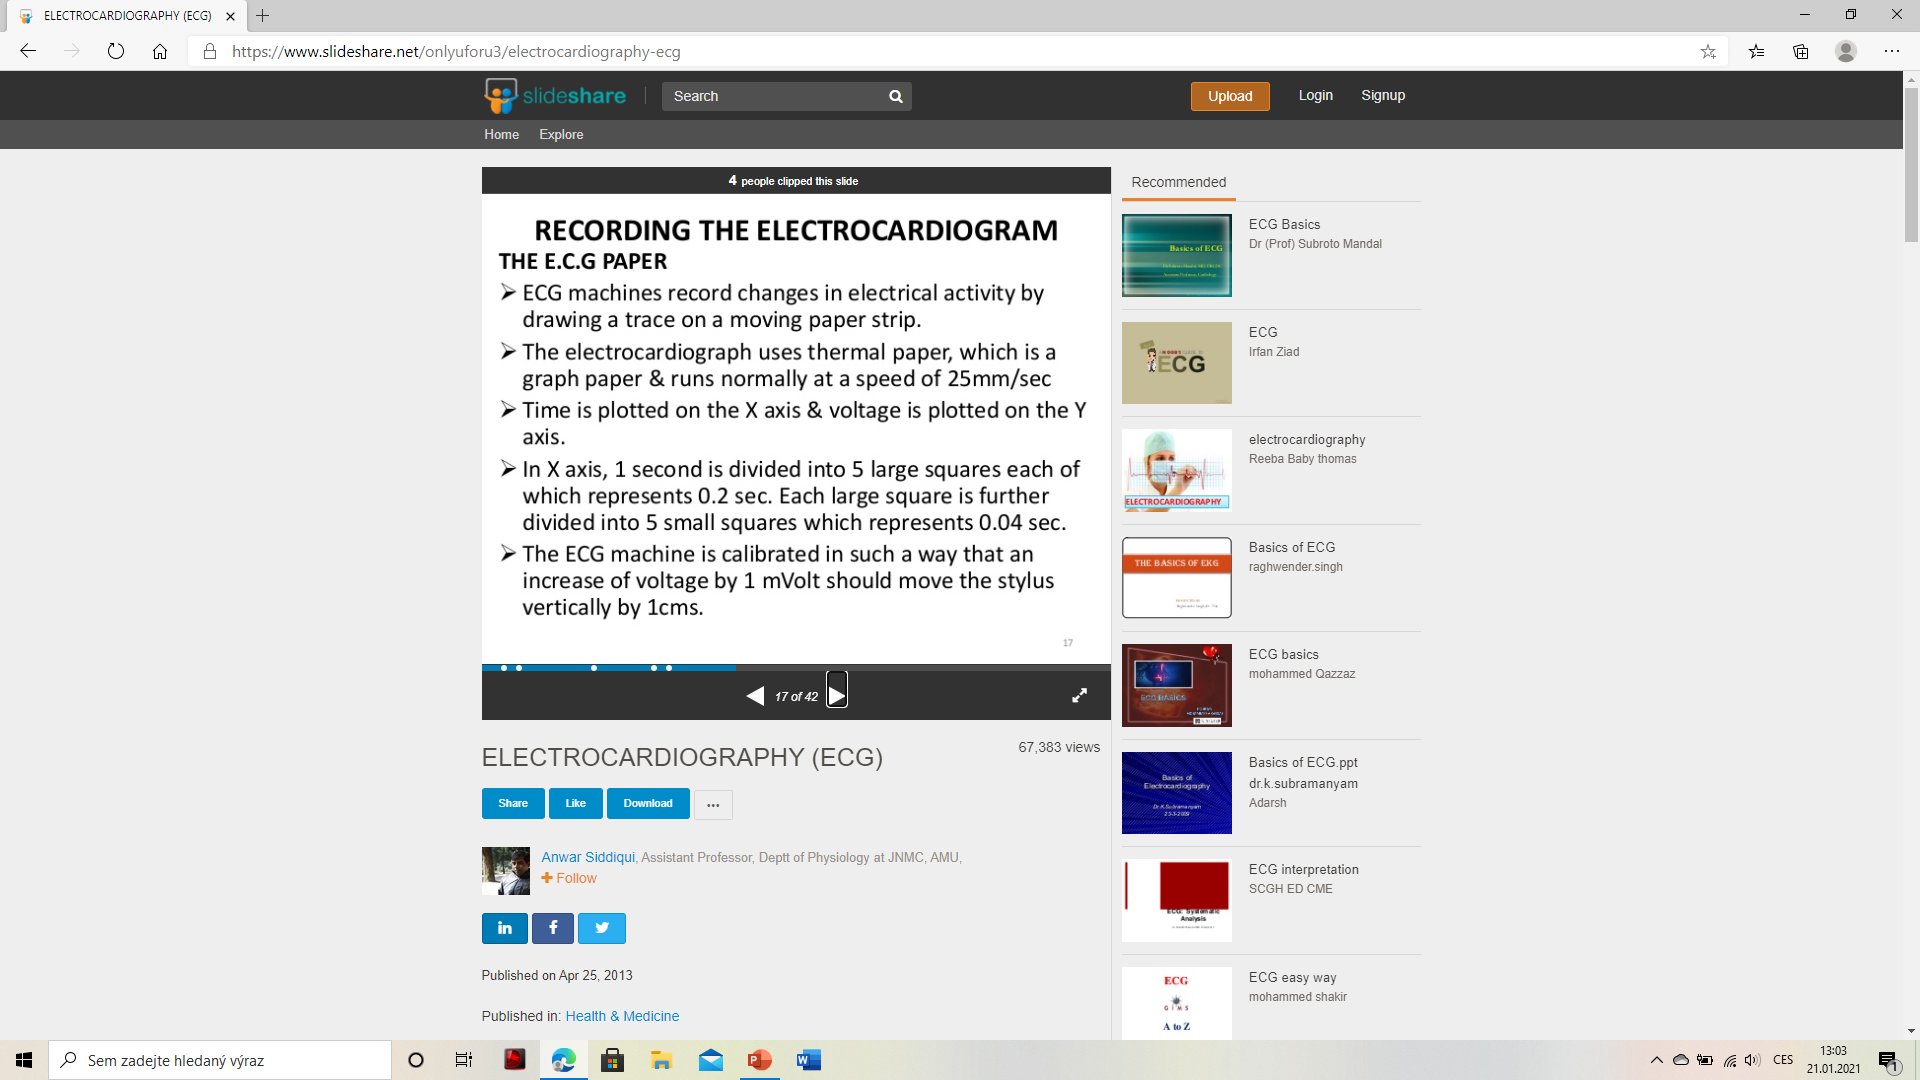 ELECTROCARDIOGRAPHY (ECG)
https://www.slideshare.net/onlyuforu3/electrocardiography-ecg
slideshare
Search
Upload
Login
Signup
Home
Explore
4 people clipped this slide
RECORDING THE ELECTROCARDIOGRAM
THE E.C.G PAPER
ECG machines record changes in electrical activity by
drawing a trace on a moving paper strip.
The electrocardiograph uses thermal paper, which is a
graph paper & runs normally at a speed of 25mm/sec
Time is plotted on the X axis & voltage is plotted on the Y
axis.
In X axis, 1 second is divided into 5 large squares each of
which represents 0.2 sec. Each large square is further
divided into 5 small squares which represents 0.04 sec.
The ECG machine is calibrated in such a way that an
increase of voltage by 1 mVolt should move the stylus
vertically by 1cms.
17
17 of 42
ELECTROCARDIOGRAPHY (ECG)
67,383 views
Share
Like
Download
...
Anwar Siddiqui, Assistant Professor, Deptt of Physiology at JNMC, AMU,
Follow
in
f
Published on Apr 25, 2013
Published in: Health & Medicine
Recommended
Basics of ECG
ECG Basics
Dr (Prof) Subroto Mandal
ECG
ECG
Irfan Ziad
ELECTROCARDIOGRAPHY
electrocardiography
Reeba Baby thomas
THE BASICS OF EKG
Basics of ECG
raghwender.singh
ECG BASICS
ECG basics
mohammed Qazzaz
Basics of
Electrocardiography
Dr.K.Subramanyam
23-3-2009
Basics of ECG.ppt
dr.k.subramanyam
Adarsh
ECG: Systematic
Analysis
ECG interpretation
SCGH ED CME
ECG
GIMS
A to Z
ECG easy way
mohammed shakir
Sem zadejte hledaný výraz
CES
13:03
21.01.2021
1